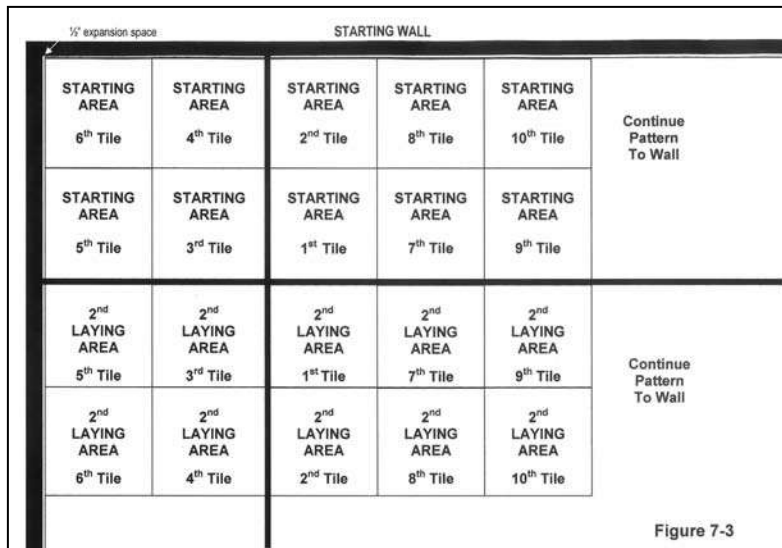 ½" expansion space
STARTING WALL
STARTING AREA 6th Tile
STARTING AREA 4th Tile
STARTING AREA 2nd Tile
STARTING AREA 8th Tile
STARTING AREA 10th Tile
Continue
Pattern
To Wall
STARTING AREA 5th Tile
STARTING AREA 3rd Tile
STARTING AREA 1st Tile
STARTING AREA 7th Tile
STARTING AREA 9th Tile
2nd LAYING AREA 5th Tile
2nd LAYING AREA 3rd Tile
2nd LAYING AREA 1st Tile
2nd LAYING AREA 7th Tile
2nd LAYING AREA 9th Tile
Continue
Pattern
To Wall
2nd LAYING AREA 6th Tile
2nd LAYING AREA 4th Tile
2nd LAYING AREA 2nd Tile
2nd LAYING AREA 8th Tile
2nd LAYING AREA 10th Tile
Figure 7-3